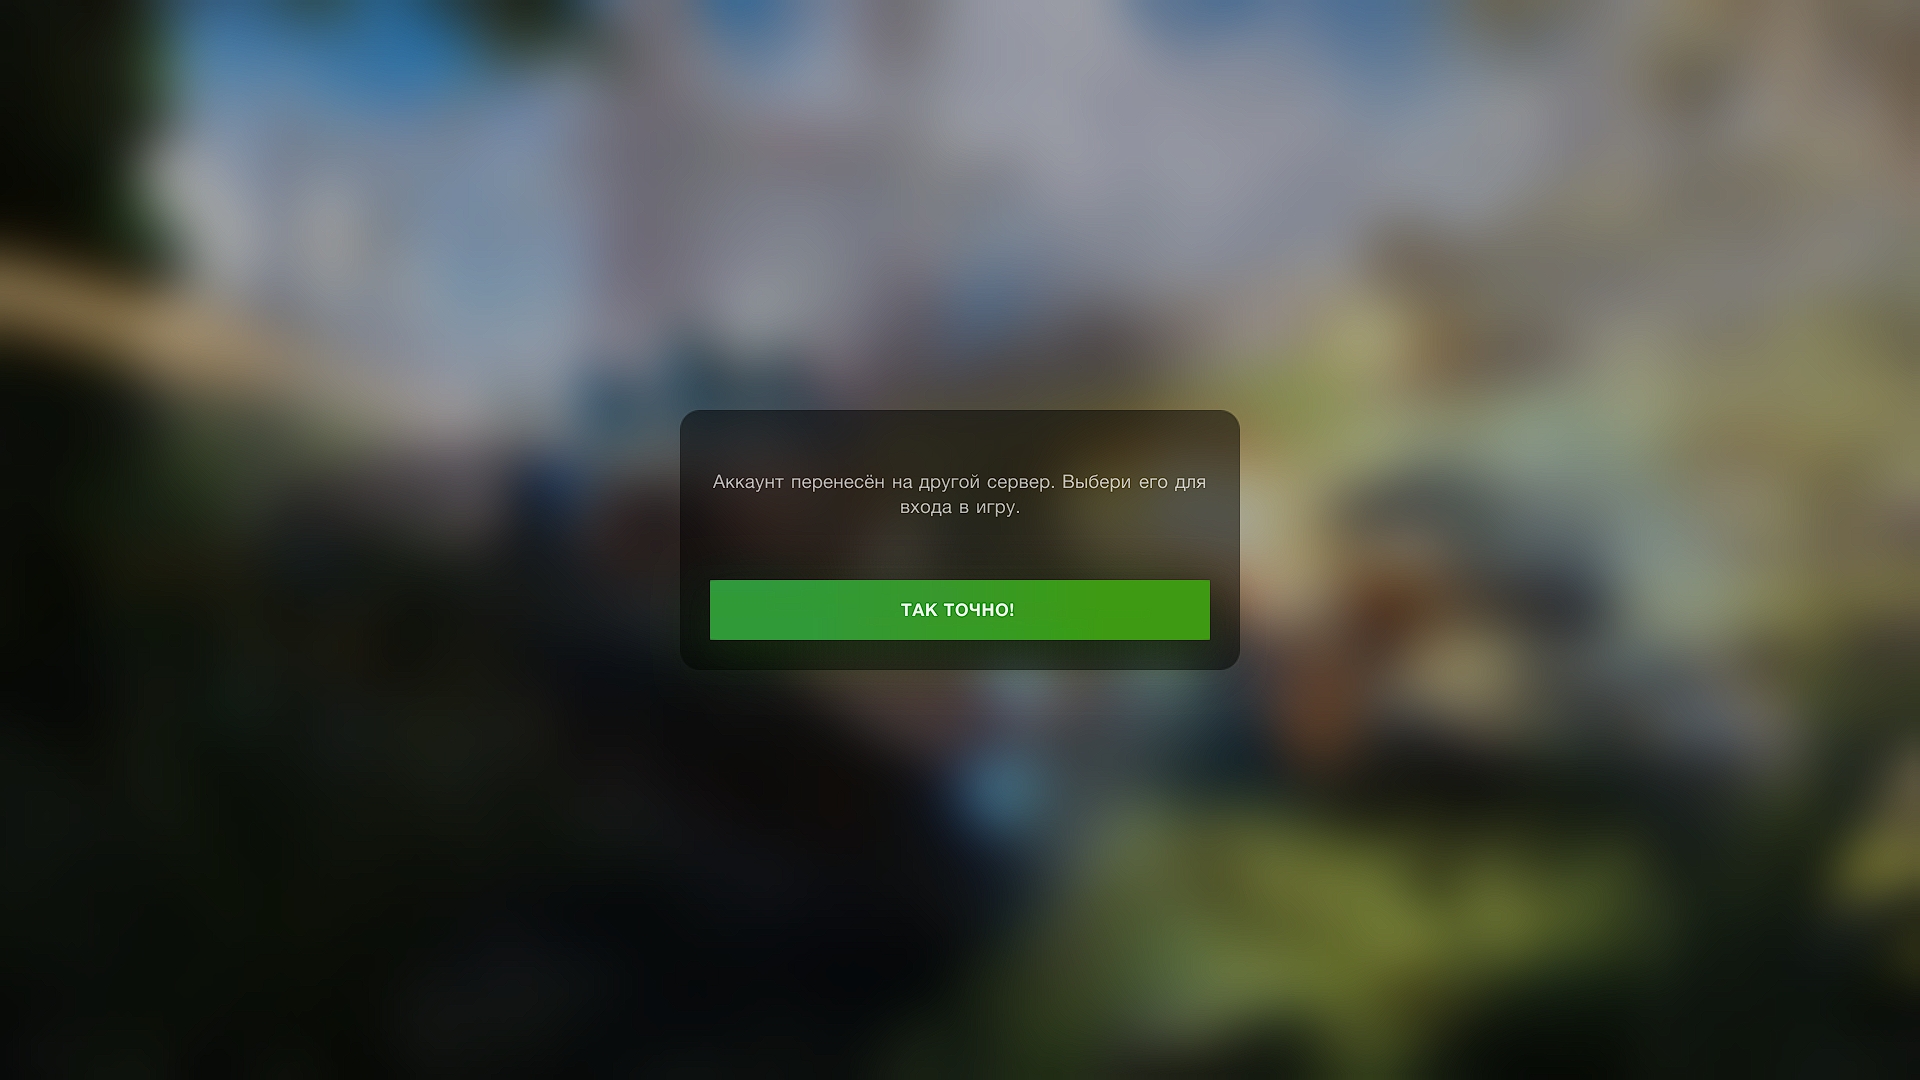 Аккаунт перенесён на другой сервер. Выбери его для
входа в игру.
ТАК ТОЧНО!